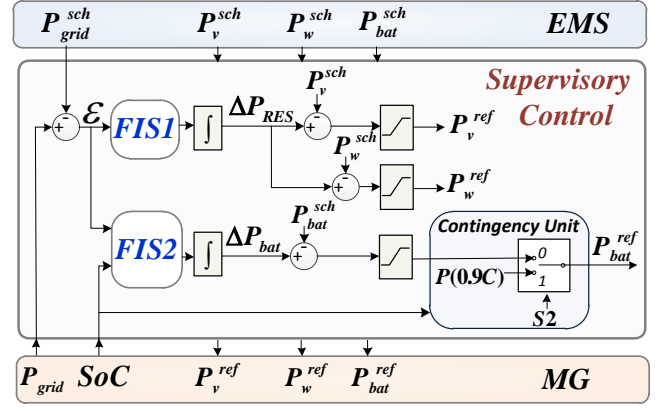 P_grid^sch P_v^sch P_w^sch P_bat^sch EMS
Supervisory
Control
P_v^sch
ε FIS1 ∫ ΔP_RES + - P_v^ref
+ -
P_w^sch
+ - P_w^ref
P_bat^sch
FIS2 ∫ ΔP_bat + -
Contingency Unit
0
P(0.9C)
1
S2
P_bat^ref
P_grid SoC P_v^ref P_w^ref P_bat^ref MG